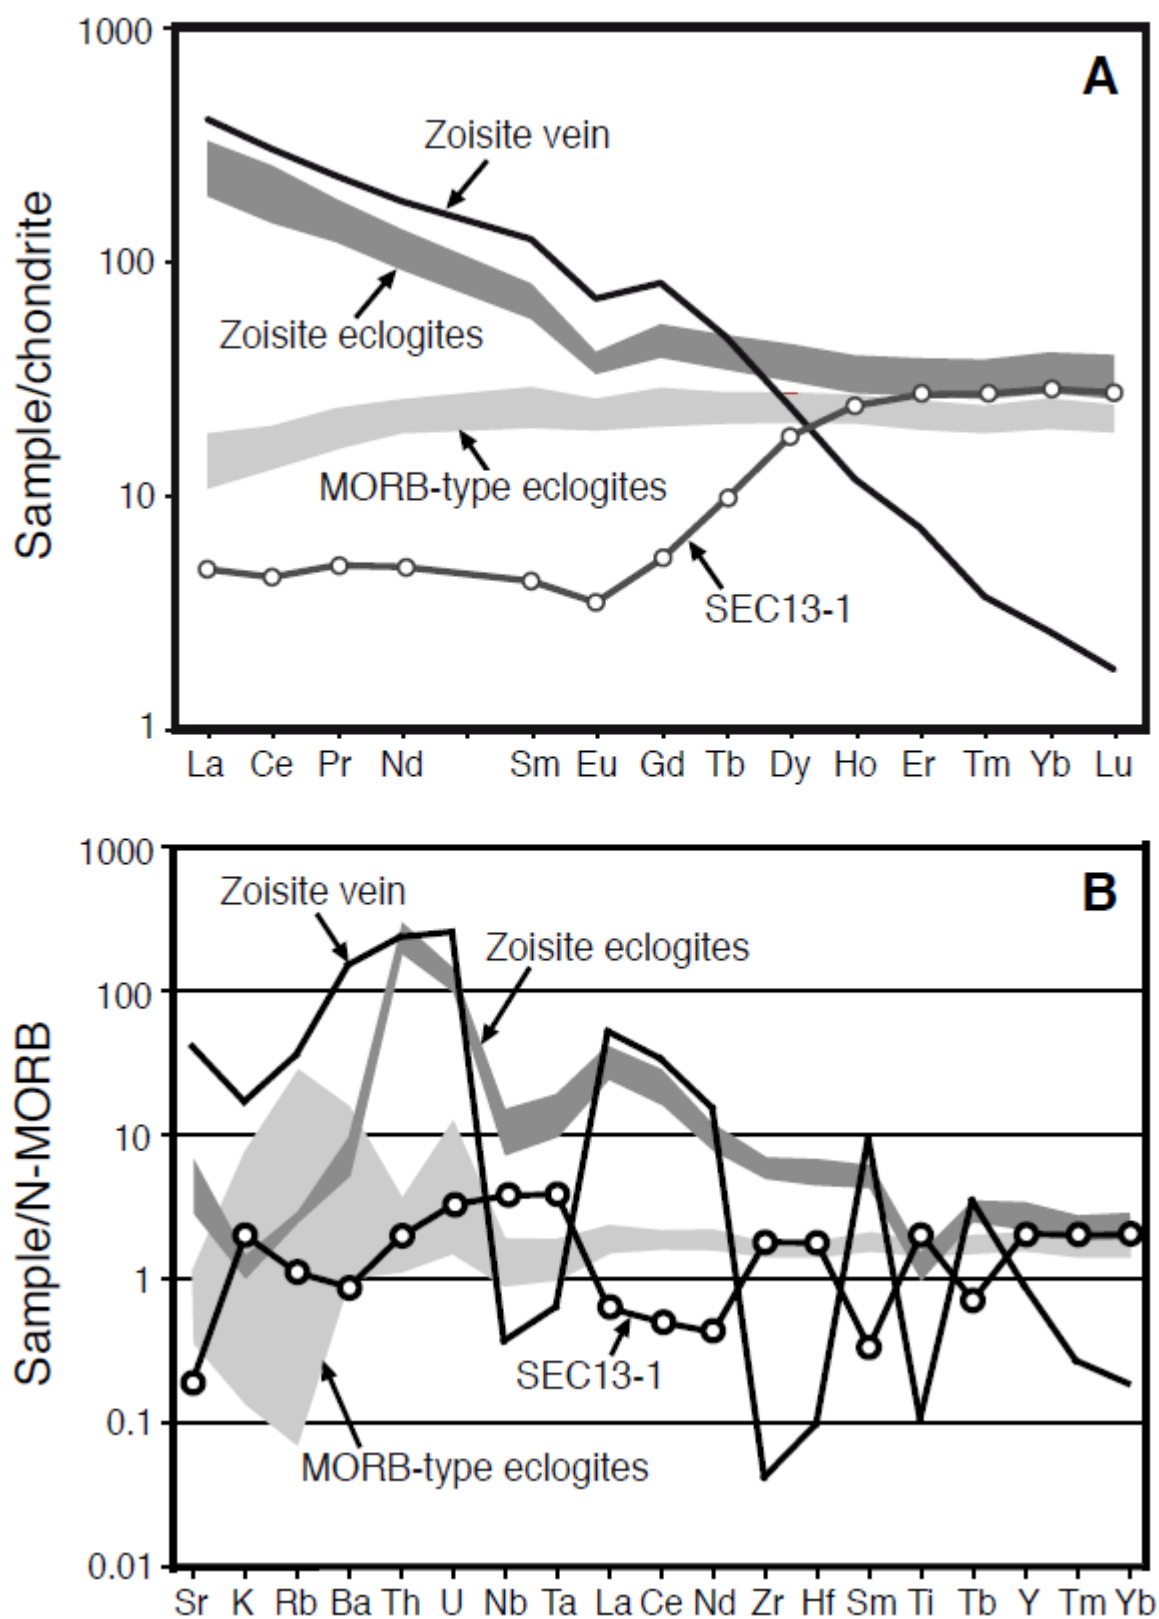 1000
A
Zoisite vein
100
Zoisite eclogites
MORB-type eclogites
10
SEC13-1
1
Sample/chondrite
La Ce Pr Nd Sm Eu Gd Tb Dy Ho Er Tm Yb Lu
1000
B
Zoisite vein
Zoisite eclogites
100
10
1
SEC13-1
0.1
MORB-type eclogites
0.01
Sample/N-MORB
Sr K Rb Ba Th U Nb Ta La Ce Nd Zr Hf Sm Ti Tb Y Tm Yb